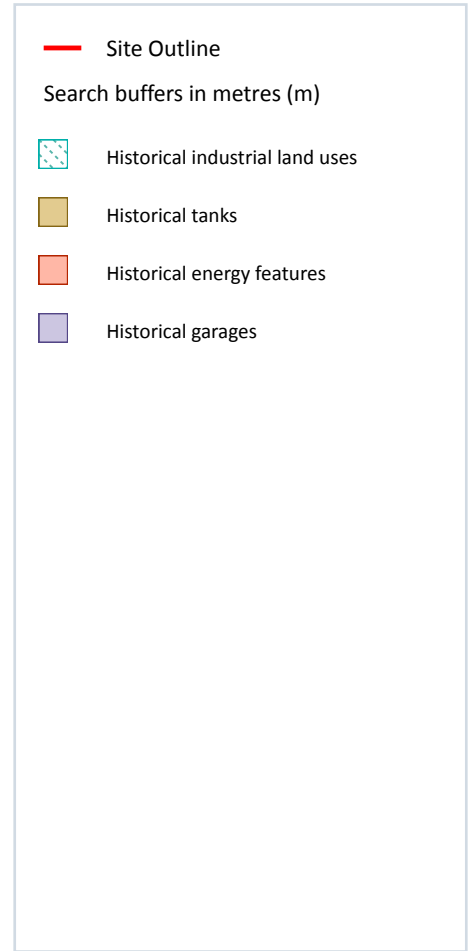 Site Outline
Search buffers in metres (m)
Historical industrial land uses
Historical tanks
Historical energy features
Historical garages